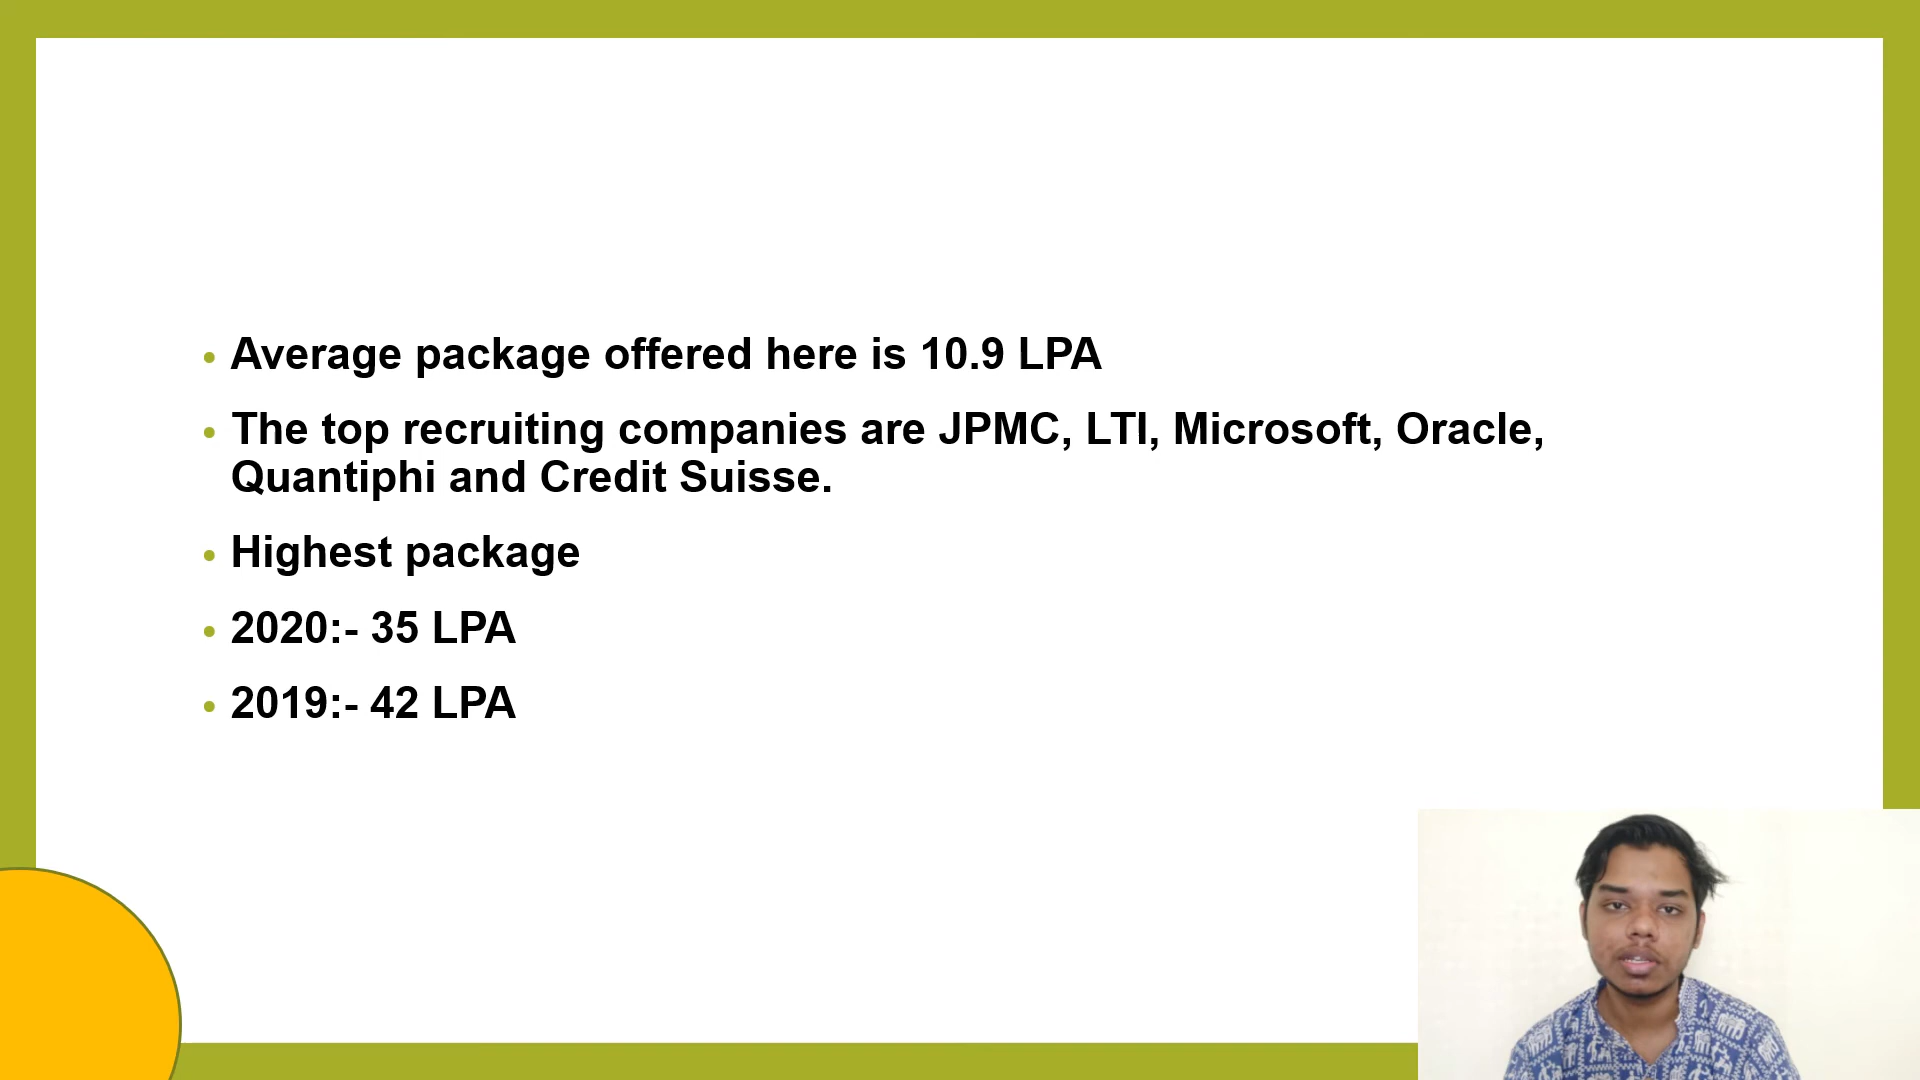 Average package offered here is 10.9 LPA
The top recruiting companies are JPMC, LTI, Microsoft, Oracle,
Quantiphi and Credit Suisse.
Highest package
2020:- 35 LPA
2019:- 42 LPA